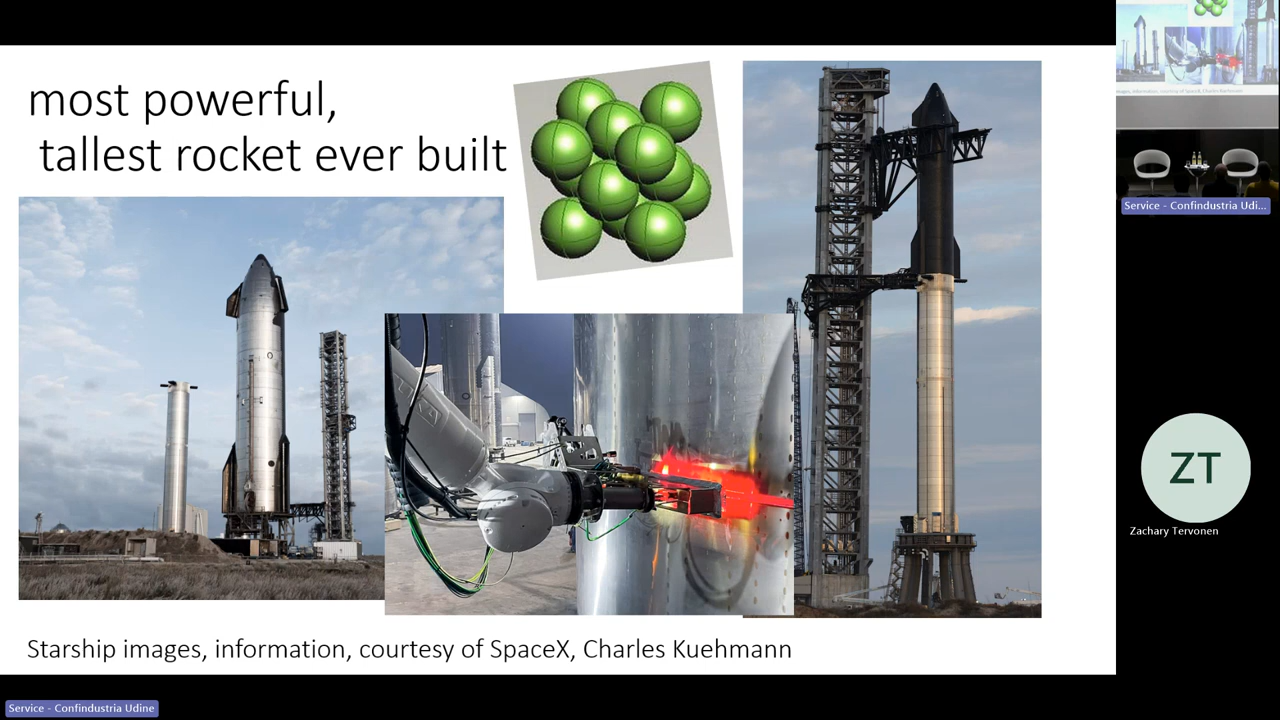 most powerful,
tallest rocket ever built
Starship images, information, courtesy of SpaceX, Charles Kuehmann
Service - Confindustria Udine
Service - Confindustria Udi...
ZT
Zachary Tervonen